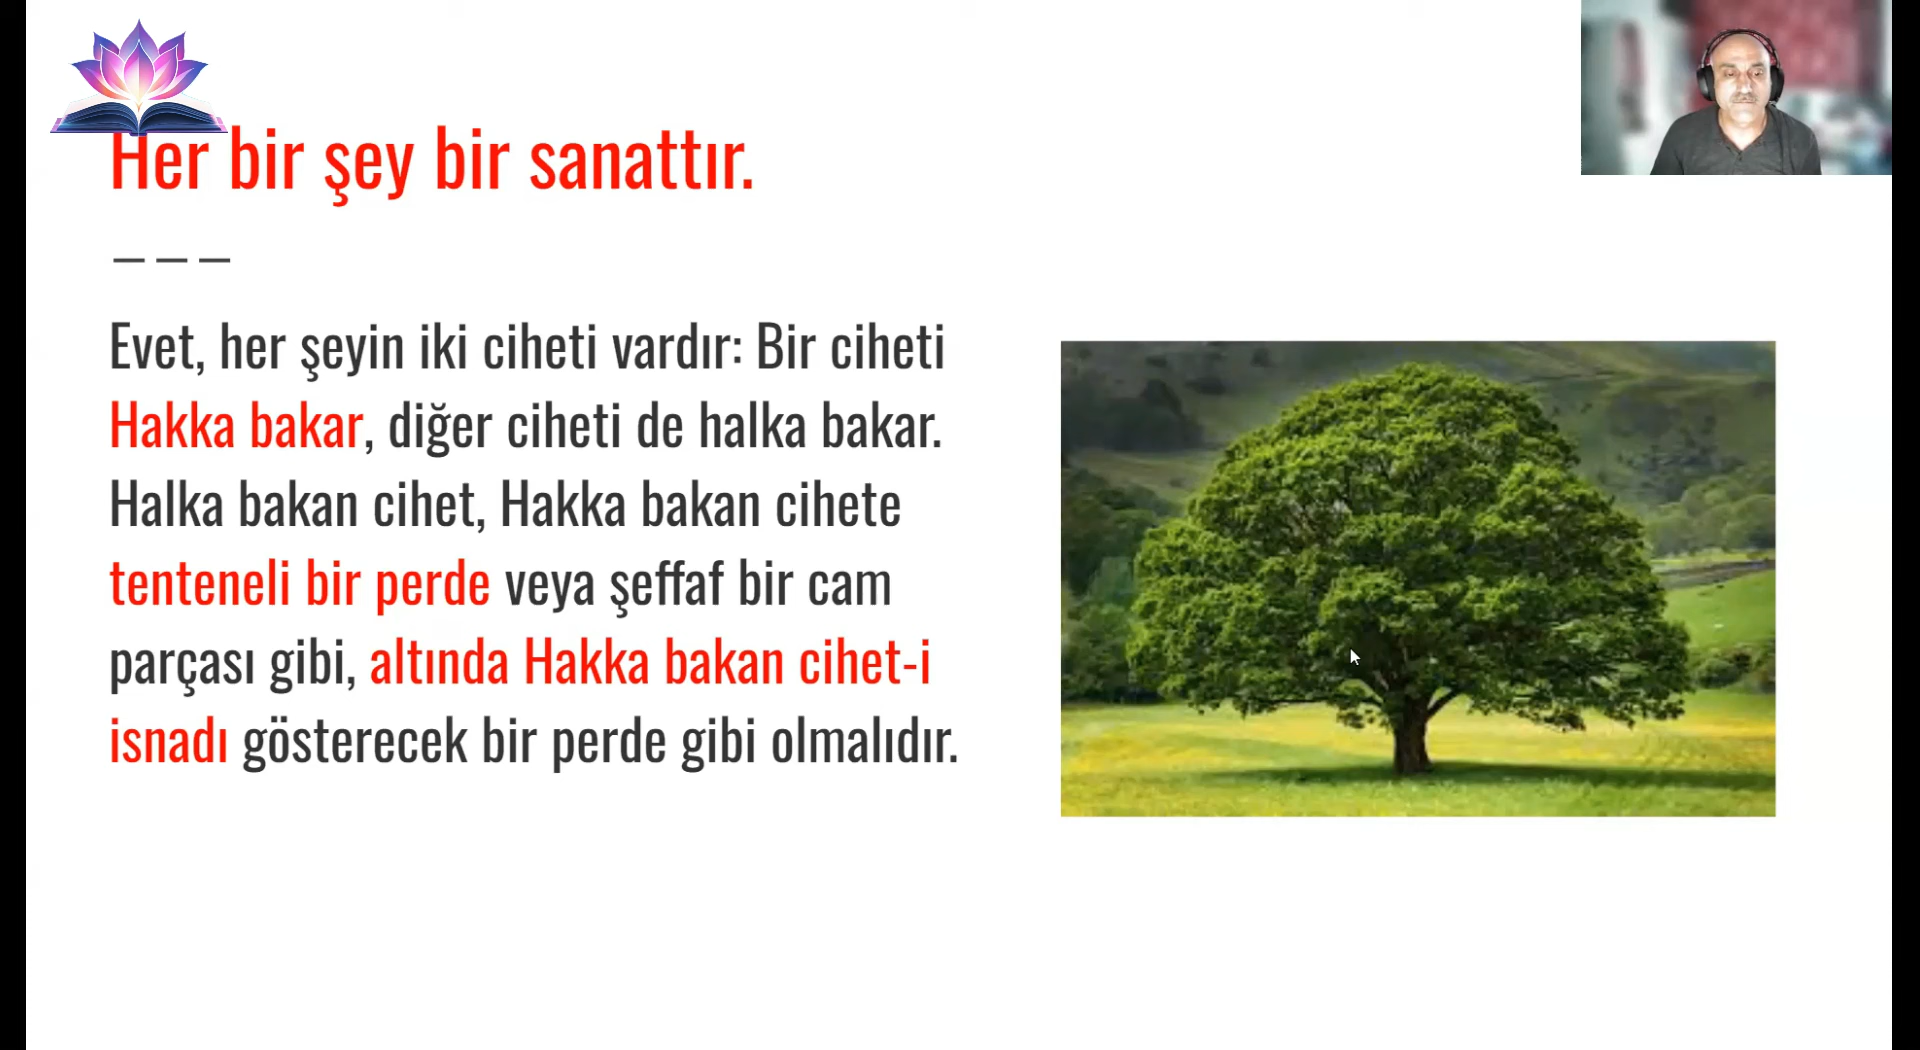 Her bir şey bir sanattır.
Evet, her şeyin iki ciheti vardır: Bir ciheti
Hakka bakar, diğer ciheti de halka bakar.
Halka bakan cihet, Hakka bakan cihete
tenteneli bir perde veya şeffaf bir cam
parçası gibi, altında Hakka bakan cihet-i
isnadı gösterecek bir perde gibi olmalıdır.